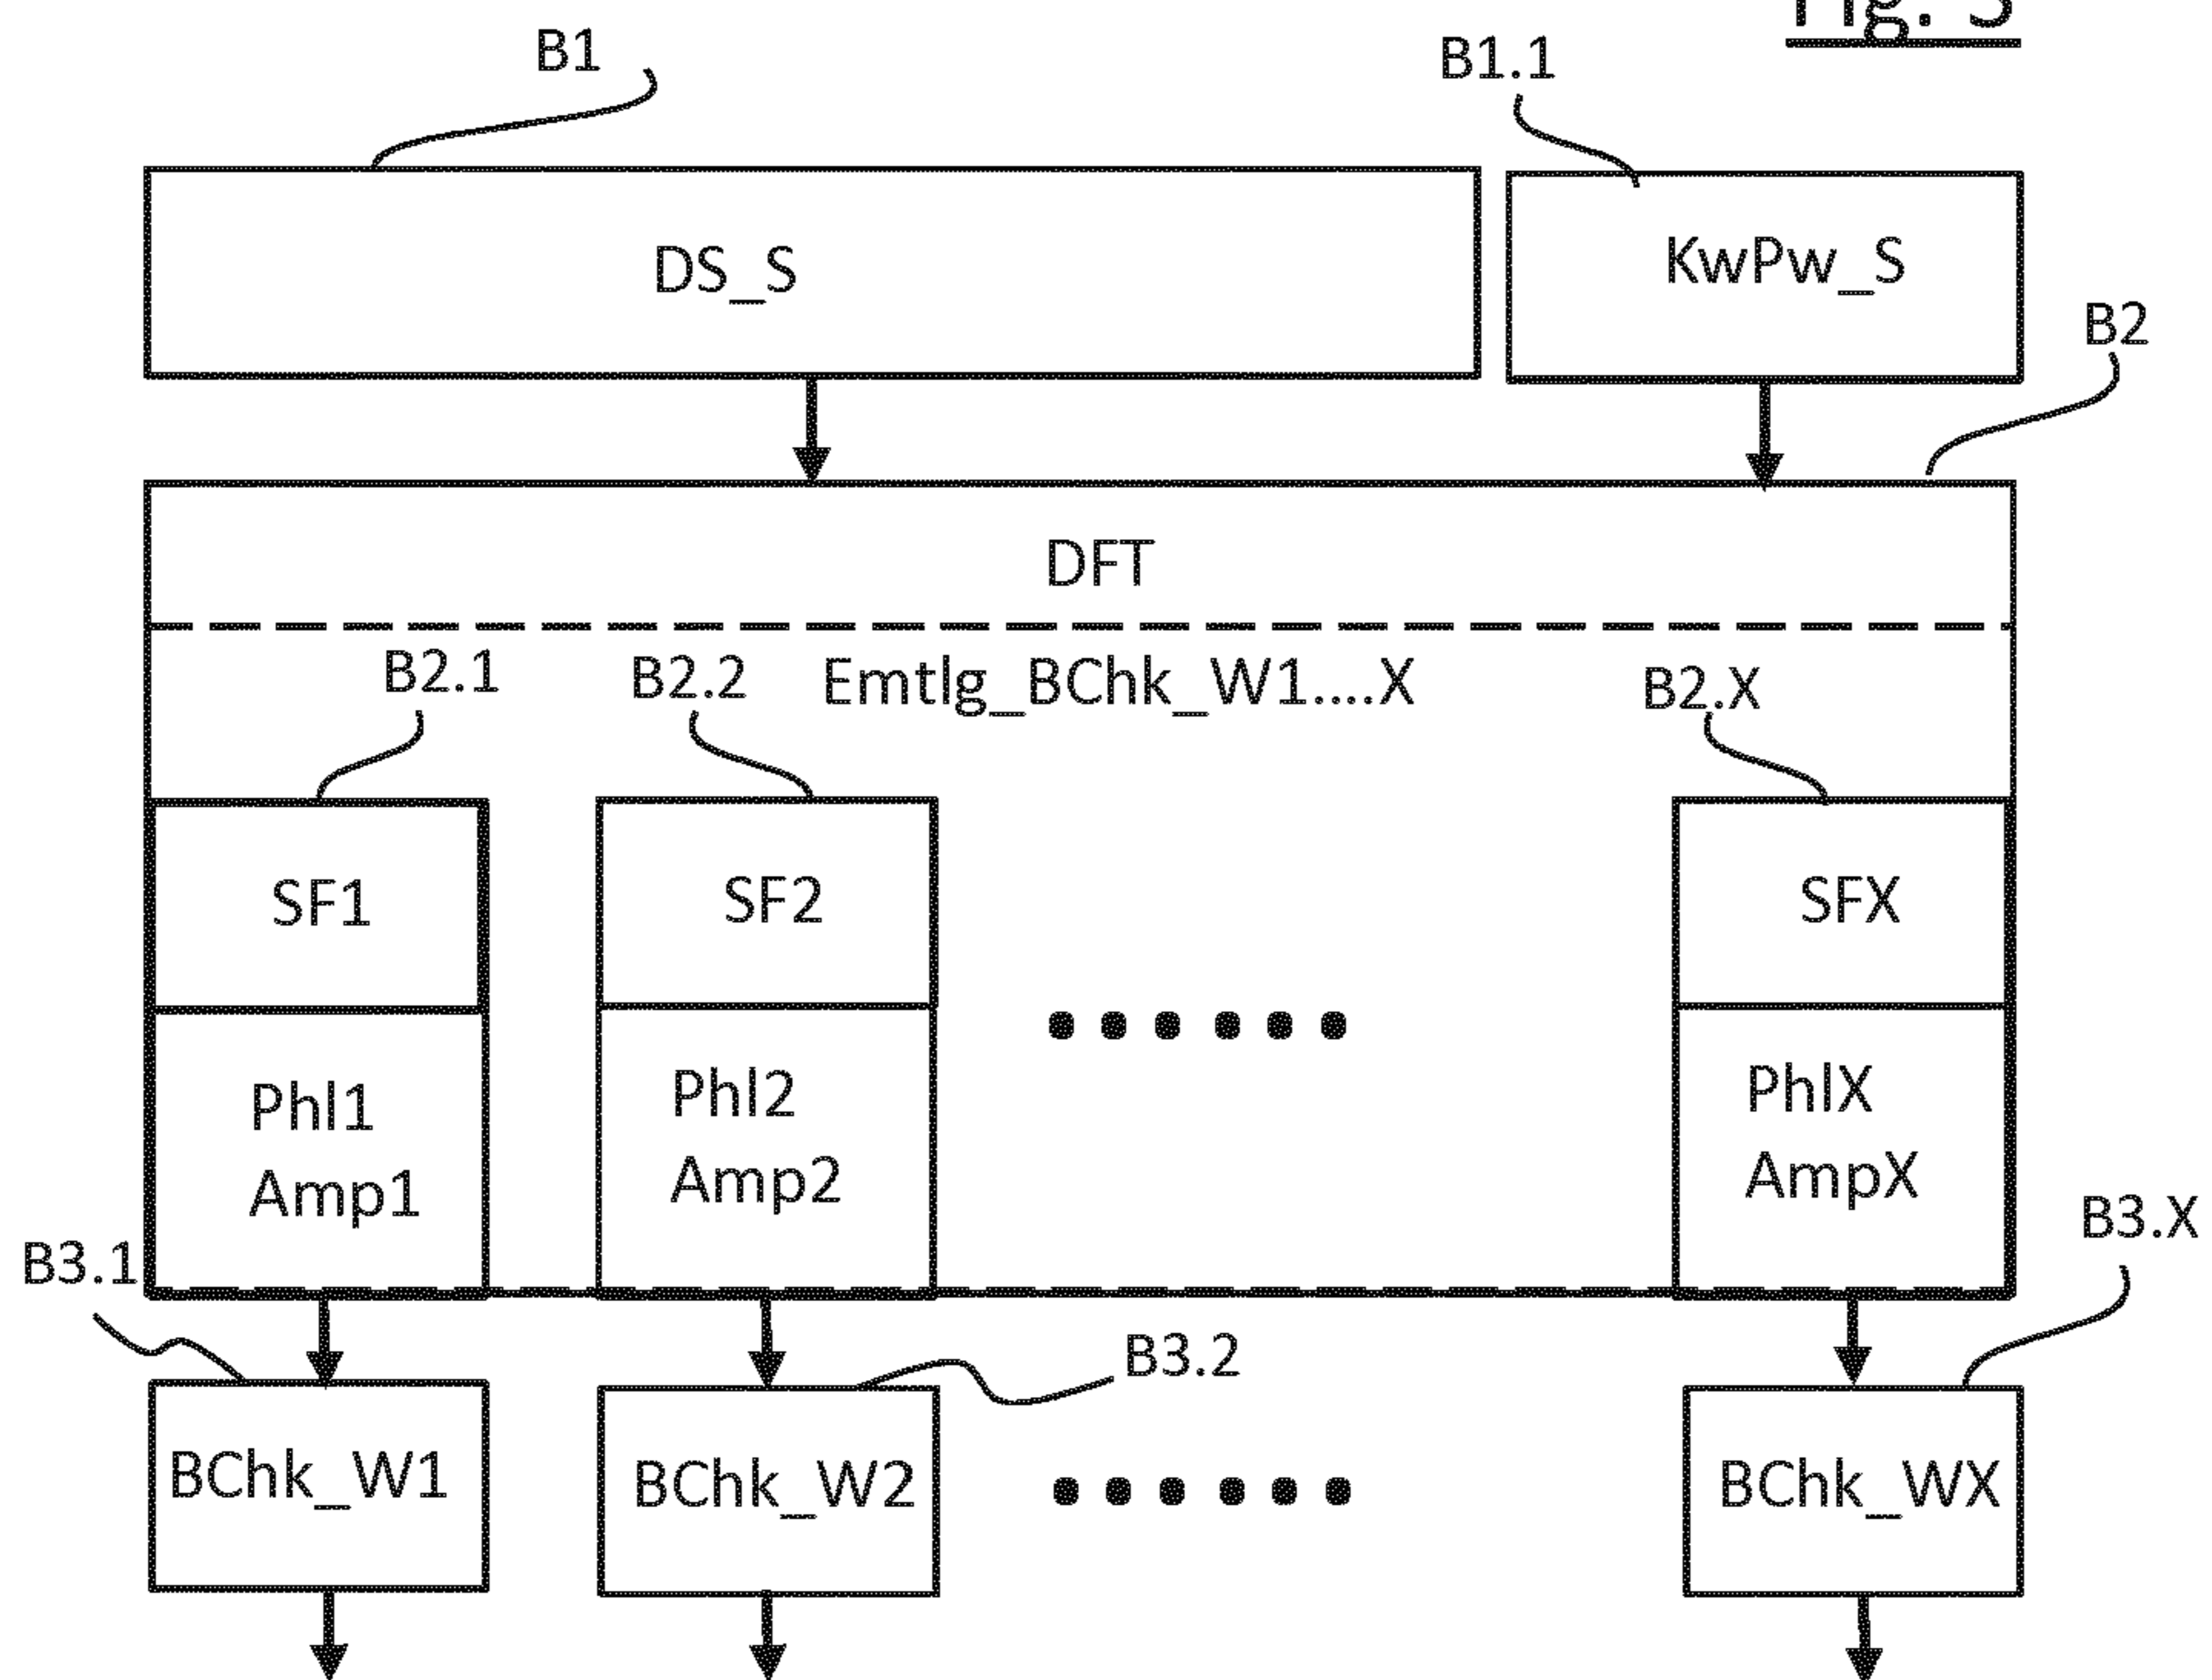 Fig. 3
B1
B1.1
DS_S
KwPw_S
B2
DFT
B2.1
B2.2
Emtlg_BChk_W1....X
B2.X
SF1
SF2
SFX
Phl1
Amp1
Phl2
Amp2
PhlX
AmpX
B3.1
B3.X
B3.2
BChk_W1
BChk_W2
BChk_WX